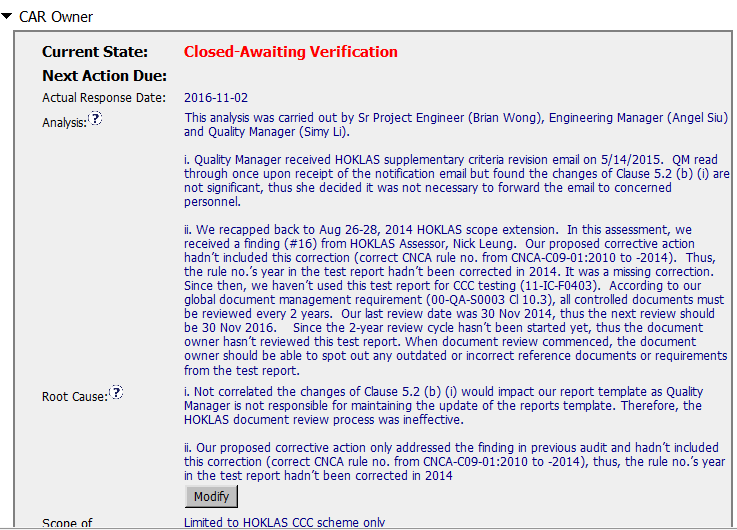 CAR Owner
Current State: Closed-Awaiting Verification
Next Action Due:
Actual Response Date: 2016-11-02
Analysis: ? This analysis was carried out by Sr Project Engineer (Brian Wong), Engineering Manager (Angel Siu)
and Quality Manager (Simy Li).
i. Quality Manager received HOKLAS supplementary criteria revision email on 5/14/2015. QM read
through once upon receipt of the notification email but found the changes of Clause 5.2 (b) (i) are
not significant, thus she decided it was not necessary to forward the email to concerned
personnel.
ii. We recapped back to Aug 26-28, 2014 HOKLAS scope extension. In this assessment, we
received a finding (#16) from HOKLAS Assessor, Nick Leung. Our proposed corrective action
hadn't included this correction (correct CNCA rule no. from CNCA-C09-01:2010 to -2014). Thus,
the rule no.'s year in the test report hadn't been corrected in 2014. It was a missing correction.
Since then, we haven't used this test report for CCC testing (11-IC-F0403). According to our
global document management requirement (00-QA-S0003 Cl 10.3), all controlled documents must
be reviewed every 2 years. Our last review date was 30 Nov 2014, thus the next review should
be 30 Nov 2016. Since the 2-year review cycle hasn't been started yet, thus the document
owner hasn't reviewed this test report. When document review commenced, the document
owner should be able to spot out any outdated or incorrect reference documents or requirements
from the test report.
Root Cause: ? i. Not correlated the changes of Clause 5.2 (b) (i) would impact our report template as Quality
Manager is not responsible for maintaining the update of the reports template. Therefore, the
HOKLAS document review process was ineffective.
ii. Our proposed corrective action only addressed the finding in previous audit and hadn't included
this correction (correct CNCA rule no. from CNCA-C09-01:2010 to -2014), thus, the rule no.'s year
in the test report hadn't been corrected in 2014
Modify
Scope of Limited to HOKLAS CCC scheme only